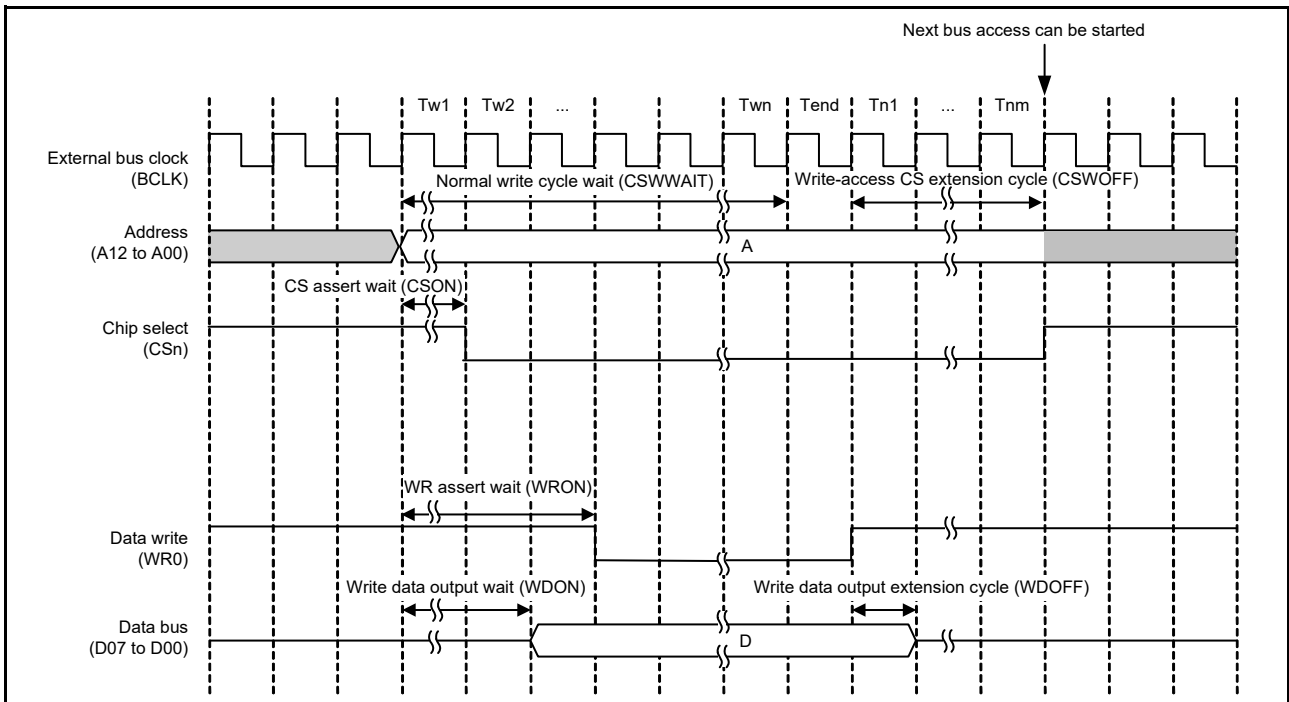 Next bus access can be started
Tw1 Tw2 ... Twn Tend Tn1 ... Tnm
External bus clock
(BCLK)
Normal write cycle wait (CSWWAIT) Write-access CS extension cycle (CSWOFF)
Address
(A12 to A00)
A
CS assert wait (CSON)
Chip select
(CSn)
WR assert wait (WRON)
Data write
(WR0)
Write data output wait (WDON) Write data output extension cycle (WDOFF)
Data bus
(D07 to D00)
D